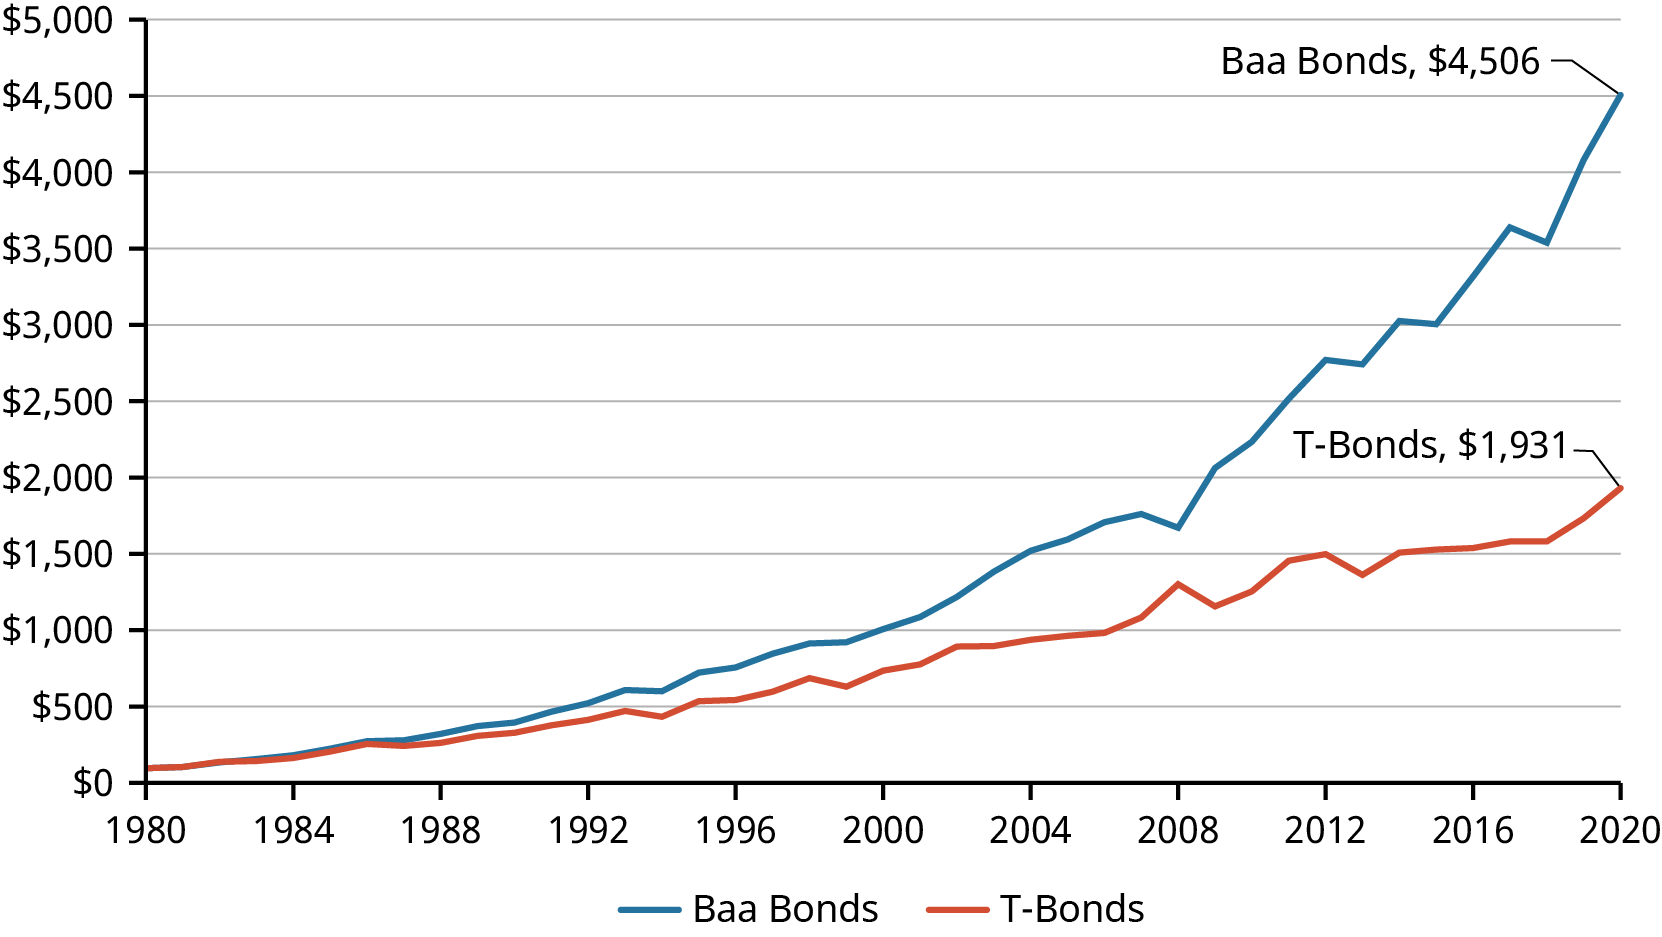 $5,000
Baa Bonds, $4,506
$4,500
$4,000
$3,500
$3,000
$2,500
T-Bonds, $1,931
$2,000
$1,500
$1,000
$500
$0
1980 1984 1988 1992 1996 2000 2004 2008 2012 2016 2020
Baa Bonds T-Bonds